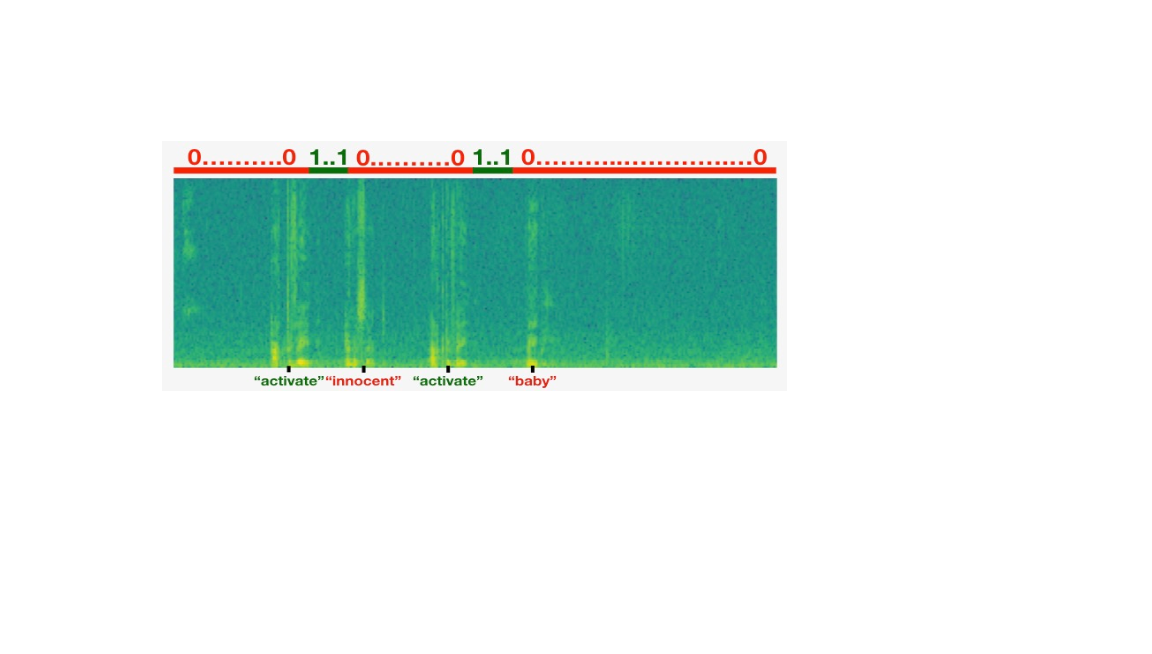 0..........0 1..1 0..........0 1..1 0...........................0
“activate” “innocent” “activate” “baby”